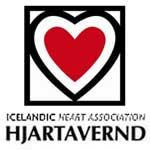 ICELANDIC HEART ASSOCIATION
HJARTAVERND